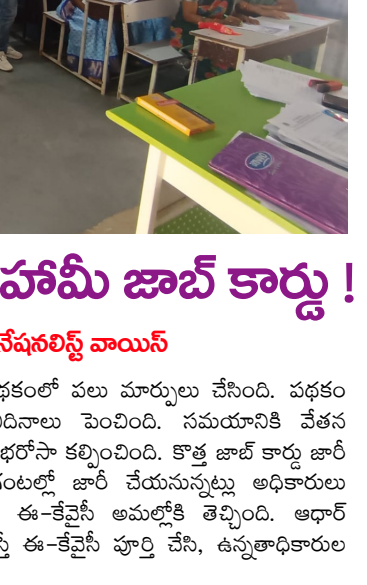 హామీ జాబ్ కార్డు !
నేషనలిస్ట్ వాయిస్
థకంలో పలు మార్పులు చేసింది. పథకం
దినాలు పెంచింది. సమయానికి వేతన
భరోసా కల్పించింది. కొత్త జాబ్ కార్డు జారీ
గంటల్లో జారీ చేయనున్నట్లు అధికారులు
ఈ-కేవైసీ అమల్లోకి తెచ్చింది. ఆధార్
స్తే ఈ-కేవైసీ పూర్తి చేసి, ఉన్నతాధికారుల